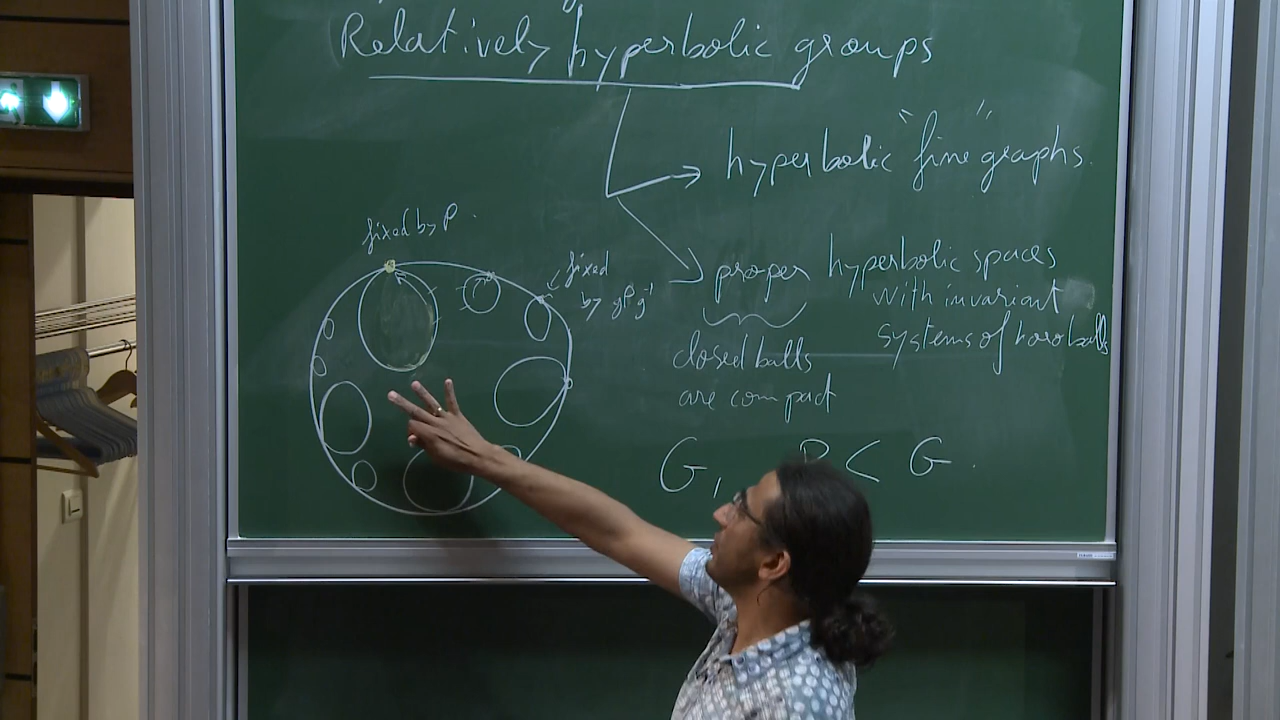 Relatively hyperbolic groups
hyperbolic "fine" graphs.
fixed by P.
fixed
by gPg⁻¹
proper hyperbolic spaces
with invariant
systems of horoballs
closed balls
are compact
G, P < G.